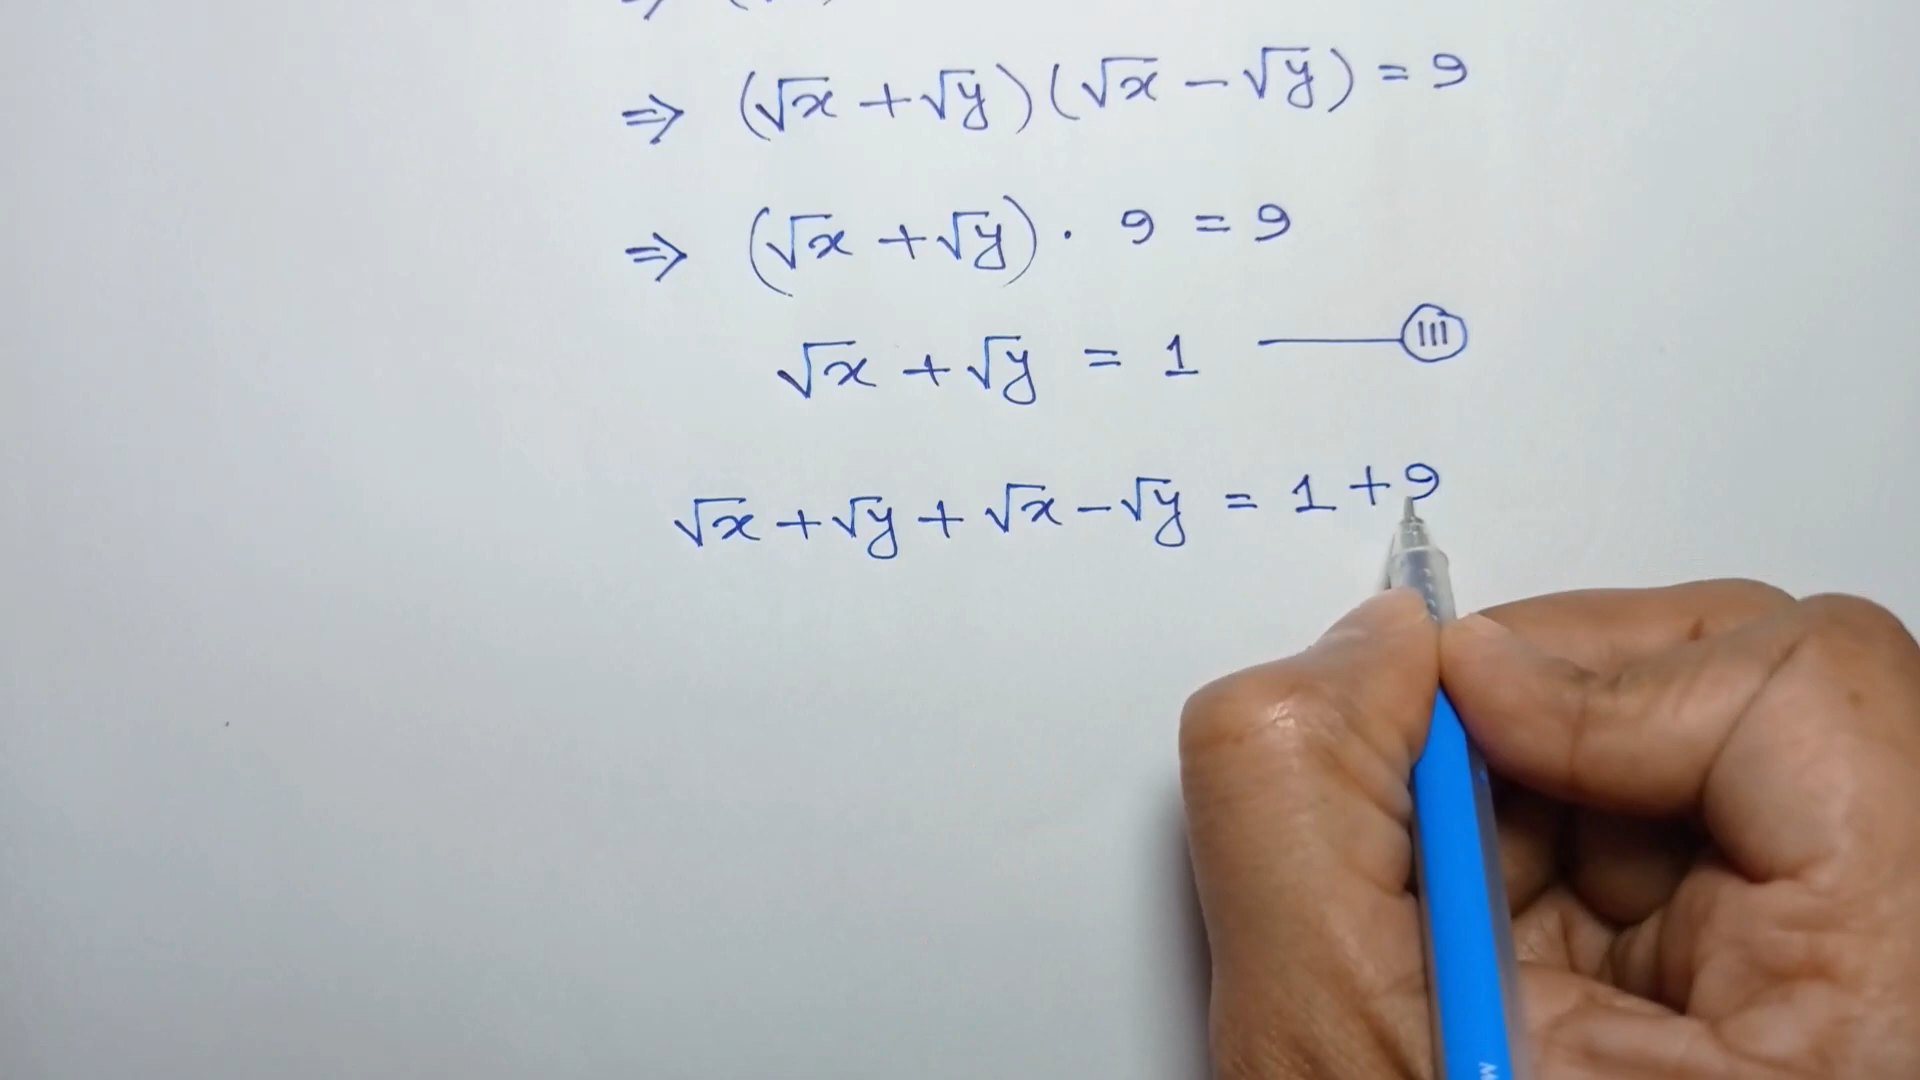 ⇒ (√x + √y) (√x − √y) = 9
⇒ (√x + √y) · 9 = 9
√x + √y = 1 —— III
√x + √y + √x − √y = 1 + 9